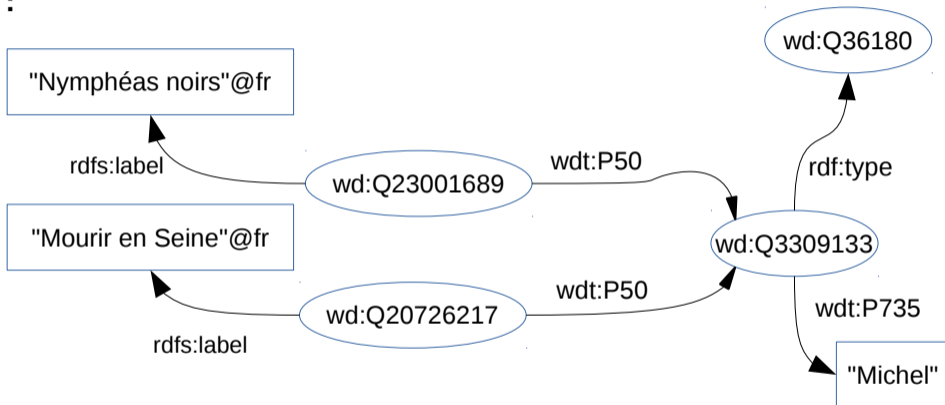 :
wd:Q36180
"Nymphéas noirs"@fr
rdfs:label
wdt:P50
rdf:type
wd:Q23001689
"Mourir en Seine"@fr
wd:Q3309133
wdt:P50
wd:Q20726217
wdt:P735
rdfs:label
"Michel"